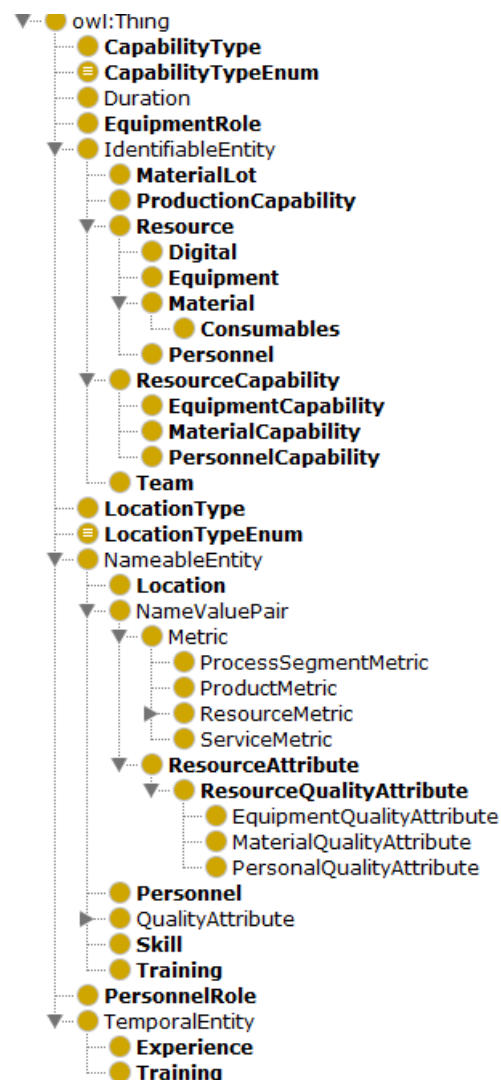 owl:Thing
CapabilityType
CapabilityTypeEnum
Duration
EquipmentRole
IdentifiableEntity
MaterialLot
ProductionCapability
Resource
Digital
Equipment
Material
Consumables
Personnel
ResourceCapability
EquipmentCapability
MaterialCapability
PersonnelCapability
Team
LocationType
LocationTypeEnum
NameableEntity
Location
NameValuePair
Metric
ProcessSegmentMetric
ProductMetric
ResourceMetric
ServiceMetric
ResourceAttribute
ResourceQualityAttribute
EquipmentQualityAttribute
MaterialQualityAttribute
PersonalQualityAttribute
Personnel
QualityAttribute
Skill
Training
PersonnelRole
TemporalEntity
Experience
Training